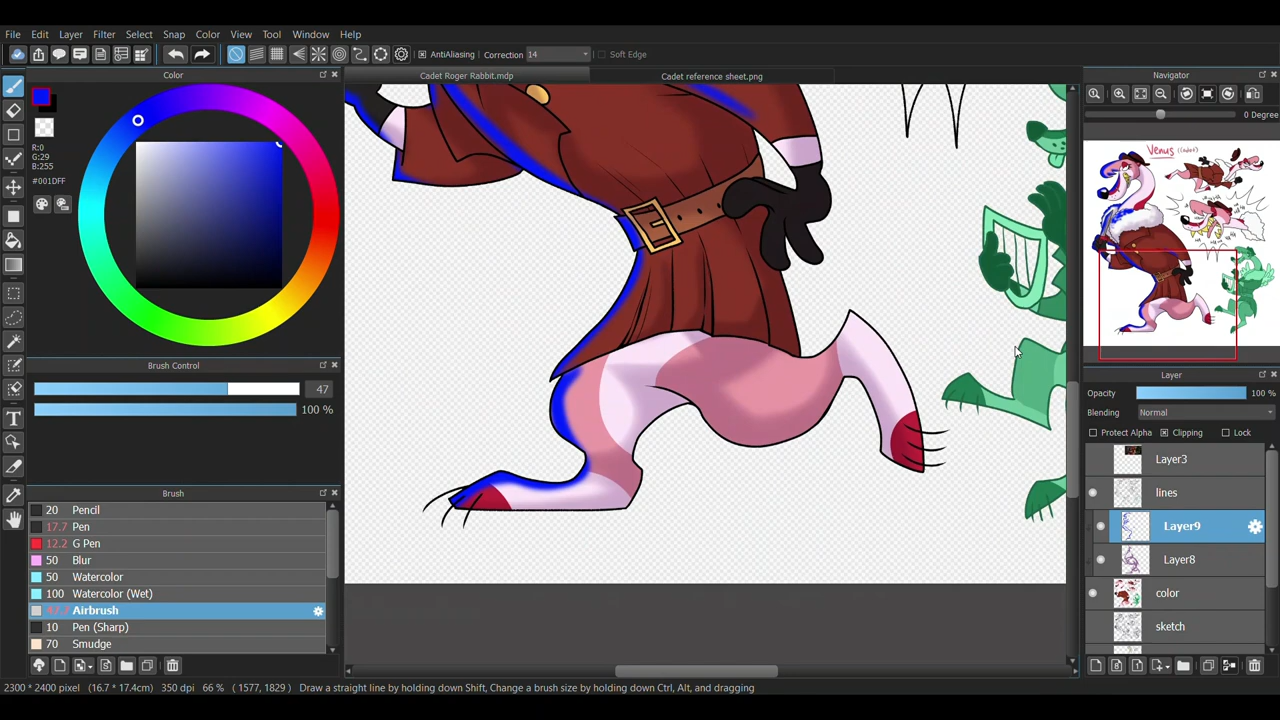 File Edit Layer Filter Select Snap Color View Tool Window Help
AntiAliasing Correction 14 Soft Edge
Color
Cadet Roger Rabbit.mdp
Cadet reference sheet.png
Navigator
0 Degree
R:0
G:29
B:255
#001DFF
Venus (cadet)
Brush Control
47
100 %
Layer
Opacity 100 %
Blending Normal
Protect Alpha Clipping Lock
Layer3
lines
Layer9
Layer8
color
sketch
Brush
20 Pencil
17.7 Pen
12.2 G Pen
50 Blur
50 Watercolor
100 Watercolor (Wet)
47.7 Airbrush
10 Pen (Sharp)
70 Smudge
2300 * 2400 pixel (16.7 * 17.4cm) 350 dpi 66 % ( 1577, 1829 ) Draw a straight line by holding down Shift, Change a brush size by holding down Ctrl, Alt, and dragging